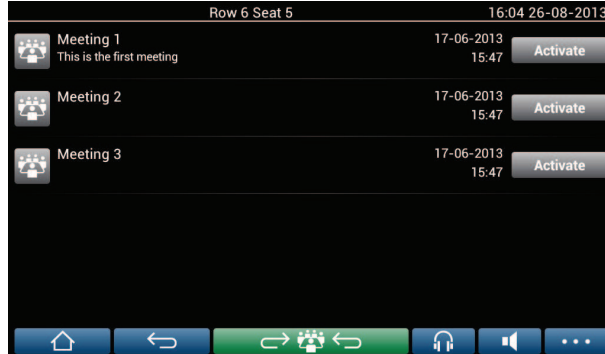 Row 6 Seat 5 16:04 26-08-2013
Meeting 1 17-06-2013
This is the first meeting 15:47 Activate
Meeting 2 17-06-2013
15:47 Activate
Meeting 3 17-06-2013
15:47 Activate